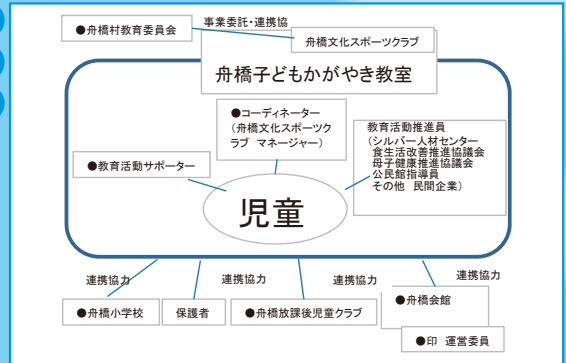 事業委託・連携協
●舟橋村教育委員会
舟橋文化スポーツクラブ
舟橋子どもかがやき教室
●コーディネーター
（舟橋文化スポーツク
ラブ マネージャー）
教育活動推進員
（シルバー人材センター
食生活改善推進協議会
母子健康推進協議会
公民館指導員
その他 民間企業）
●教育活動サポーター
児童
連携協力
連携協力
連携協力
連携協力
●舟橋小学校
保護者
●舟橋放課後児童クラブ
●舟橋会館
●印 運営委員